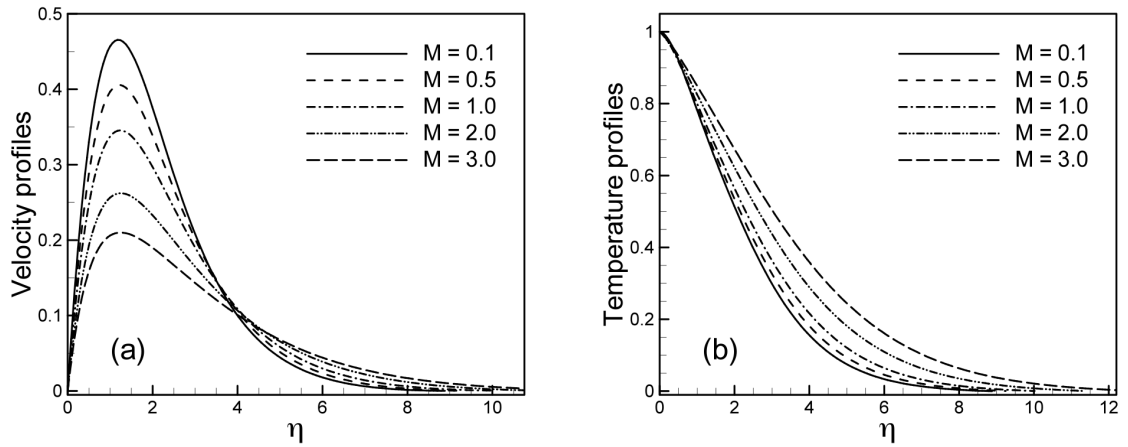 0.5
0.4
0.3
0.2
0.1
0
Velocity profiles
M = 0.1
M = 0.5
M = 1.0
M = 2.0
M = 3.0
(a)
0 2 4 6 8 10
η
1
0.8
0.6
0.4
0.2
0
Temperature profiles
M = 0.1
M = 0.5
M = 1.0
M = 2.0
M = 3.0
(b)
0 2 4 6 8 10 12
η